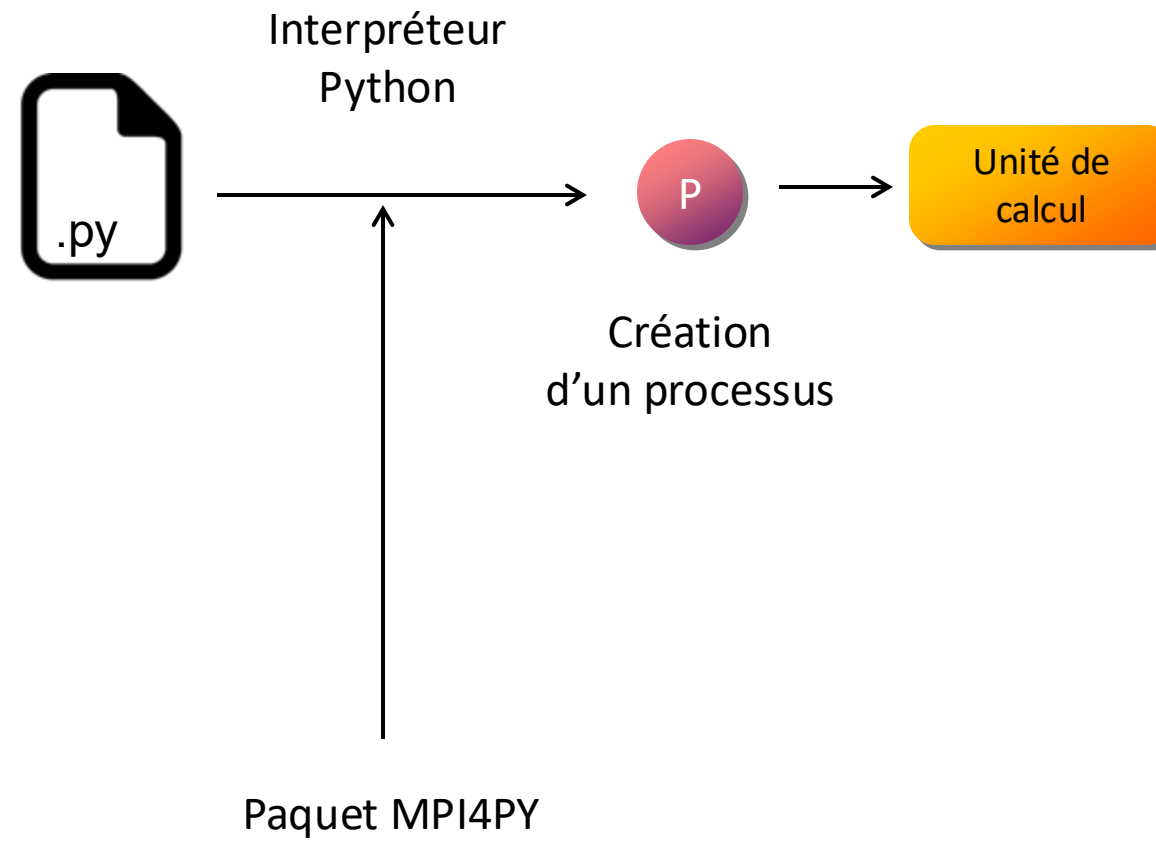 Interpréteur
Python
.py
P
Unité de
calcul
Création
d’un processus
Paquet MPI4PY